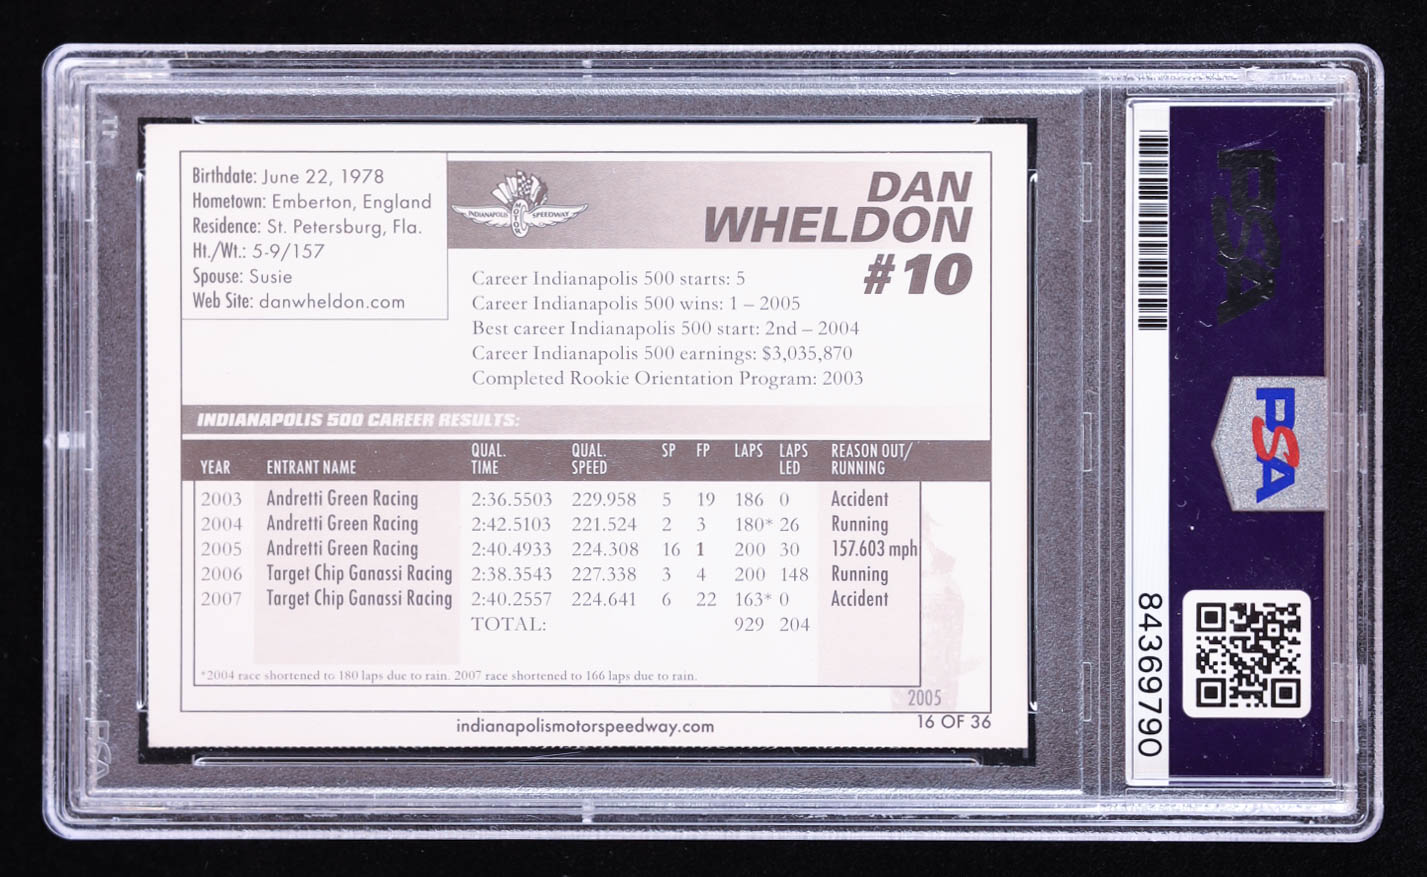 Birthdate: June 22, 1978
Hometown: Emberton, England
Residence: St. Petersburg, Fla.
Ht./Wt.: 5-9/157
Spouse: Susie
Web Site: danwheldon.com
INDIANAPOLIS MOTOR SPEEDWAY
DAN
WHELDON
#10
Career Indianapolis 500 starts: 5
Career Indianapolis 500 wins: 1 – 2005
Best career Indianapolis 500 start: 2nd – 2004
Career Indianapolis 500 earnings: $3,035,870
Completed Rookie Orientation Program: 2003
INDIANAPOLIS 500 CAREER RESULTS:
YEAR ENTRANT NAME QUAL. TIME QUAL. SPEED SP FP LAPS LAPS LED REASON OUT/ RUNNING
2003 Andretti Green Racing 2:36.5503 229.958 5 19 186 0 Accident
2004 Andretti Green Racing 2:42.5103 221.524 2 3 180* 26 Running
2005 Andretti Green Racing 2:40.4933 224.308 16 1 200 30 157.603 mph
2006 Target Chip Ganassi Racing 2:38.3543 227.338 3 4 200 148 Running
2007 Target Chip Ganassi Racing 2:40.2557 224.641 6 22 163* 0 Accident
TOTAL: 929 204
*2004 race shortened to 180 laps due to rain. 2007 race shortened to 166 laps due to rain.
2005
16 OF 36
indianapolismotorspeedway.com
PSA
PSA
84369790
PSA